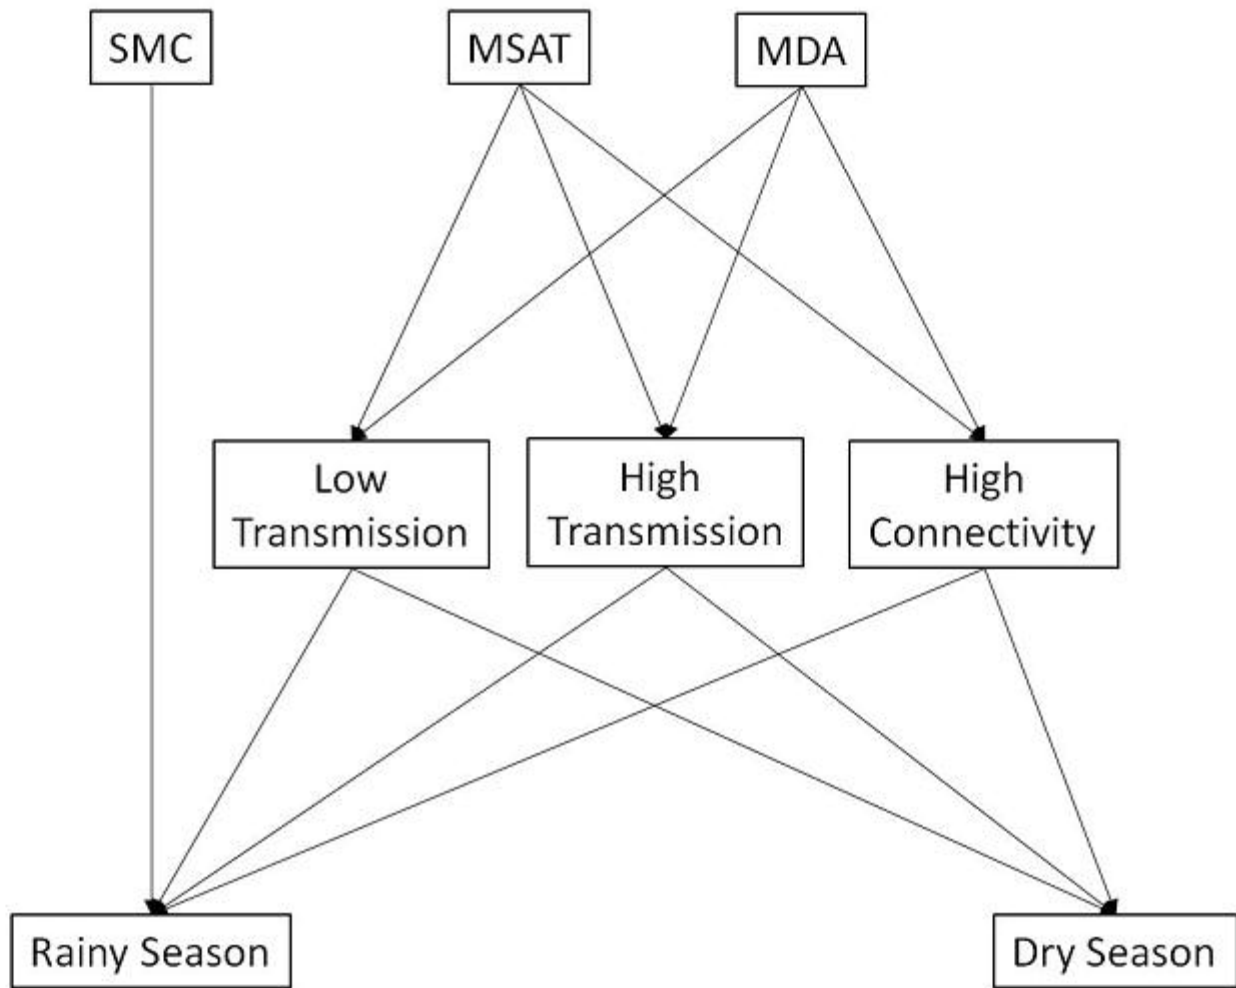 SMC
MSAT
MDA
Low
Transmission
High
Transmission
High
Connectivity
Rainy Season
Dry Season